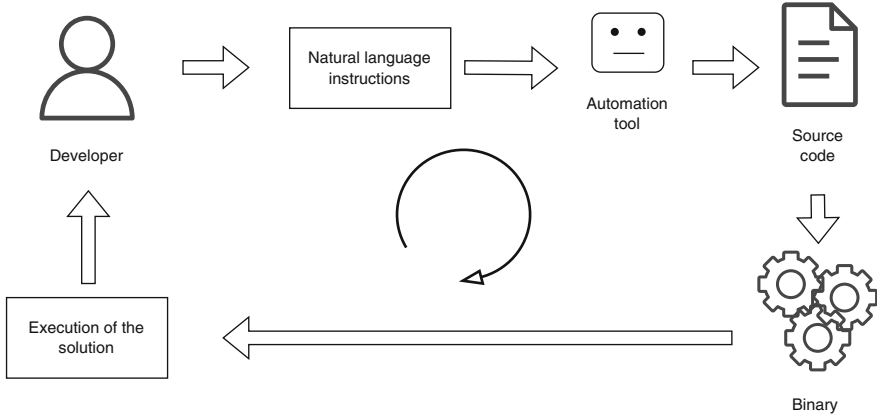 Natural language
instructions
Automation
tool
Source
code
Developer
Execution of the
solution
Binary